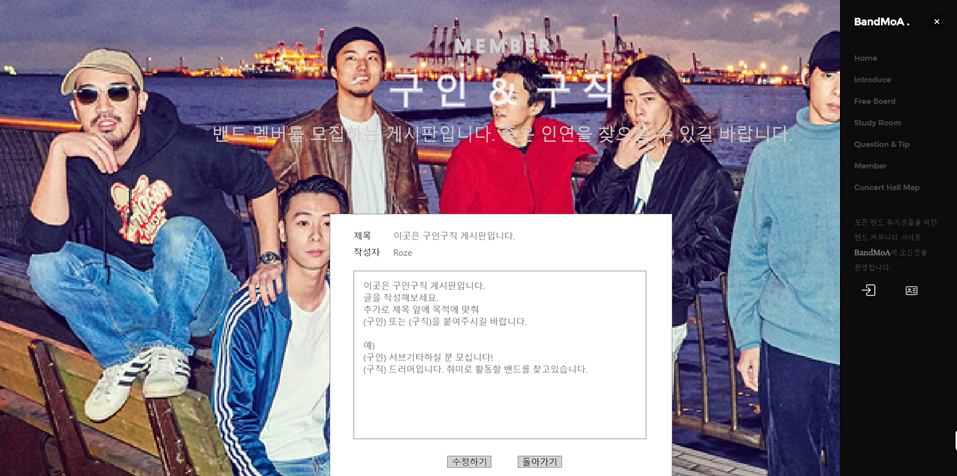 MEMBER
구인 & 구직
밴드 멤버를 모집하는 게시판입니다. 좋은 인연을 찾으실 수 있길 바랍니다.
제목 이곳은 구인구직 게시판입니다.
작성자 Roze
이곳은 구인구직 게시판입니다.
글을 작성해보세요.
추가로 제목 앞에 목적에 맞춰
(구인) 또는 (구직)을 붙여주시길 바랍니다.
예)
(구인) 서브기타하실 분 모십니다!
(구직) 드러머입니다. 취미로 활동할 밴드를 찾고있습니다.
수정하기 돌아가기
BandMoA .
×
Home
Introduce
Free Board
Study Room
Question & Tip
Member
Concert Hall Map
모든 밴드 뮤지션들을 위한
밴드 커뮤니티 사이트,
BandMoA에 오신것을
환영합니다.